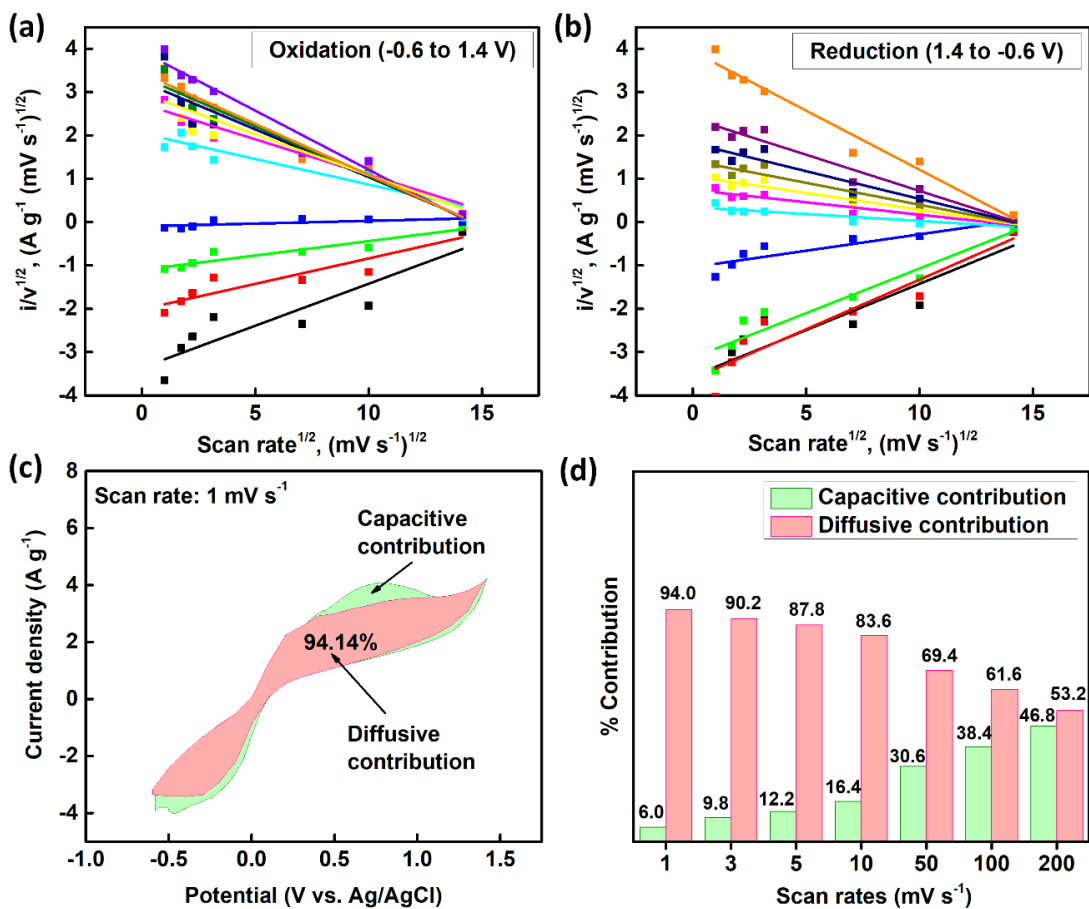 (a)
Oxidation (-0.6 to 1.4 V)
i/v^1/2, (A g^-1 (mV s^-1)^1/2)
4
3
2
1
0
-1
-2
-3
-4
0 5 10 15
Scan rate^1/2, (mV s^-1)^1/2
(b)
Reduction (1.4 to -0.6 V)
i/v^1/2, (A g^-1 (mV s^-1)^1/2)
4
3
2
1
0
-1
-2
-3
-4
0 5 10 15
Scan rate^1/2, (mV s^-1)^1/2
(c)
Scan rate: 1 mV s^-1
Capacitive
contribution
94.14%
Diffusive
contribution
Current density (A g^-1)
8
6
4
2
0
-2
-4
-1.0 -0.5 0.0 0.5 1.0 1.5
Potential (V vs. Ag/AgCl)
(d)
Capacitive contribution
Diffusive contribution
% Contribution
94.0
90.2
87.8
83.6
69.4
61.6
53.2
6.0
9.8
12.2
16.4
30.6
38.4
46.8
1 3 5 10 50 100 200
Scan rates (mV s^-1)